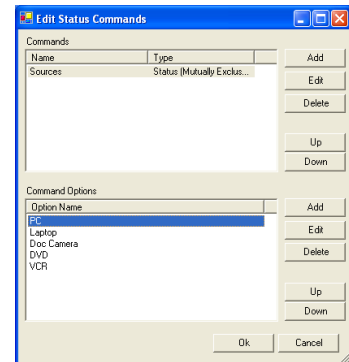 Edit Status Commands
Commands
Name Type
Sources Status (Mutually Exclus...
Add
Edit
Delete
Up
Down
Command Options
Option Name
PC
Laptop
Doc Camera
DVD
VCR
Add
Edit
Delete
Up
Down
Ok Cancel